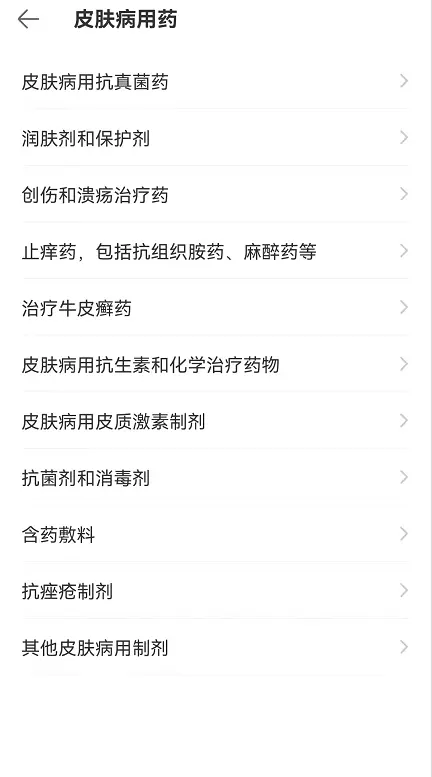 皮肤病用药
皮肤病用抗真菌药
润肤剂和保护剂
创伤和溃疡治疗药
止痒药，包括抗组织胺药、麻醉药等
治疗牛皮癣药
皮肤病用抗生素和化学治疗药物
皮肤病用皮质激素制剂
抗菌剂和消毒剂
含药敷料
抗痤疮制剂
其他皮肤病用制剂